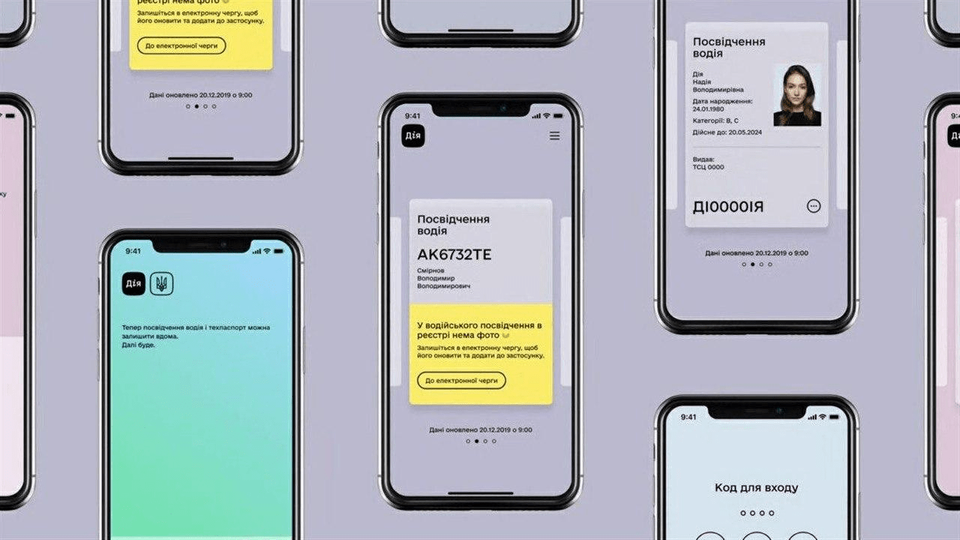 реєстрі нема фото
Запишіться в електронну чергу, щоб
його оновити та додати до застосунку.
До електронної черги
Дані оновлено 20.12.2019 о 9:00
9:41
Дія
Тепер посвідчення водія і техпаспорт можна
залишити вдома.
Далі буде.
9:41
Дія
Посвідчення
водія
АК6732ТЕ
Смірнов
Володимир
Володимирович
У водійського посвідчення в
реєстрі нема фото
Запишіться в електронну чергу, щоб
його оновити та додати до застосунку.
До електронної черги
Дані оновлено 20.12.2019 о 9:00
Посвідчення
водія
Дія
Надія
Володимирівна
Дата народження:
24.01.1980
Категорії: В, С
Дійсне до: 20.05.2024
Видав:
ТСЦ 0000
ДІ0000ІЯ
Дані оновлено 20.12.2019 о 9:00
9:41
Код для входу